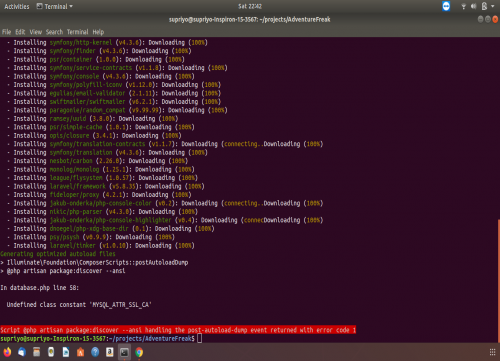 Activities Terminal Sat 22:42
supriyo@supriyo-Inspiron-15-3567: ~/projects/AdventureFreak
File Edit View Search Terminal Help
- Installing symfony/http-kernel (v4.3.6): Downloading (100%)
- Installing symfony/finder (v4.3.6): Downloading (100%)
- Installing psr/container (1.0.0): Downloading (100%)
- Installing symfony/service-contracts (v1.1.8): Downloading (100%)
- Installing symfony/console (v4.3.6): Downloading (100%)
- Installing symfony/polyfill-iconv (v1.12.0): Downloading (100%)
- Installing egulias/email-validator (2.1.11): Downloading (100%)
- Installing swiftmailer/swiftmailer (v6.2.1): Downloading (100%)
- Installing paragonie/random_compat (v9.99.99): Downloading (100%)
- Installing ramsey/uuid (3.8.0): Downloading (100%)
- Installing psr/simple-cache (1.0.1): Downloading (100%)
- Installing opis/closure (3.4.1): Downloading (100%)
- Installing symfony/translation-contracts (v1.1.7): Downloading (connecting..Downloading (100%)
- Installing symfony/translation (v4.3.6): Downloading (100%)
- Installing nesbot/carbon (2.26.0): Downloading (100%)
- Installing monolog/monolog (1.25.1): Downloading (100%)
- Installing league/flysystem (1.0.57): Downloading (100%)
- Installing laravel/framework (v5.8.35): Downloading (100%)
- Installing fideloper/proxy (4.2.1): Downloading (100%)
- Installing jakub-onderka/php-console-color (v0.2): Downloading (connecting..Downloading (100%)
- Installing nikic/php-parser (v4.3.0): Downloading (100%)
- Installing jakub-onderka/php-console-highlighter (v0.4): Downloading (connecDownloading (100%)
- Installing dnoegel/php-xdg-base-dir (0.1): Downloading (100%)
- Installing psy/psysh (v0.9.9): Downloading (100%)
- Installing laravel/tinker (v1.0.10): Downloading (100%)
Generating optimized autoload files
> Illuminate\Foundation\ComposerScripts::postAutoloadDump
> @php artisan package:discover --ansi
In database.php line 58:
Undefined class constant 'MYSQL_ATTR_SSL_CA'
Script @php artisan package:discover --ansi handling the post-autoload-dump event returned with error code 1
supriyo@supriyo-Inspiron-15-3567:~/projects/AdventureFreak$